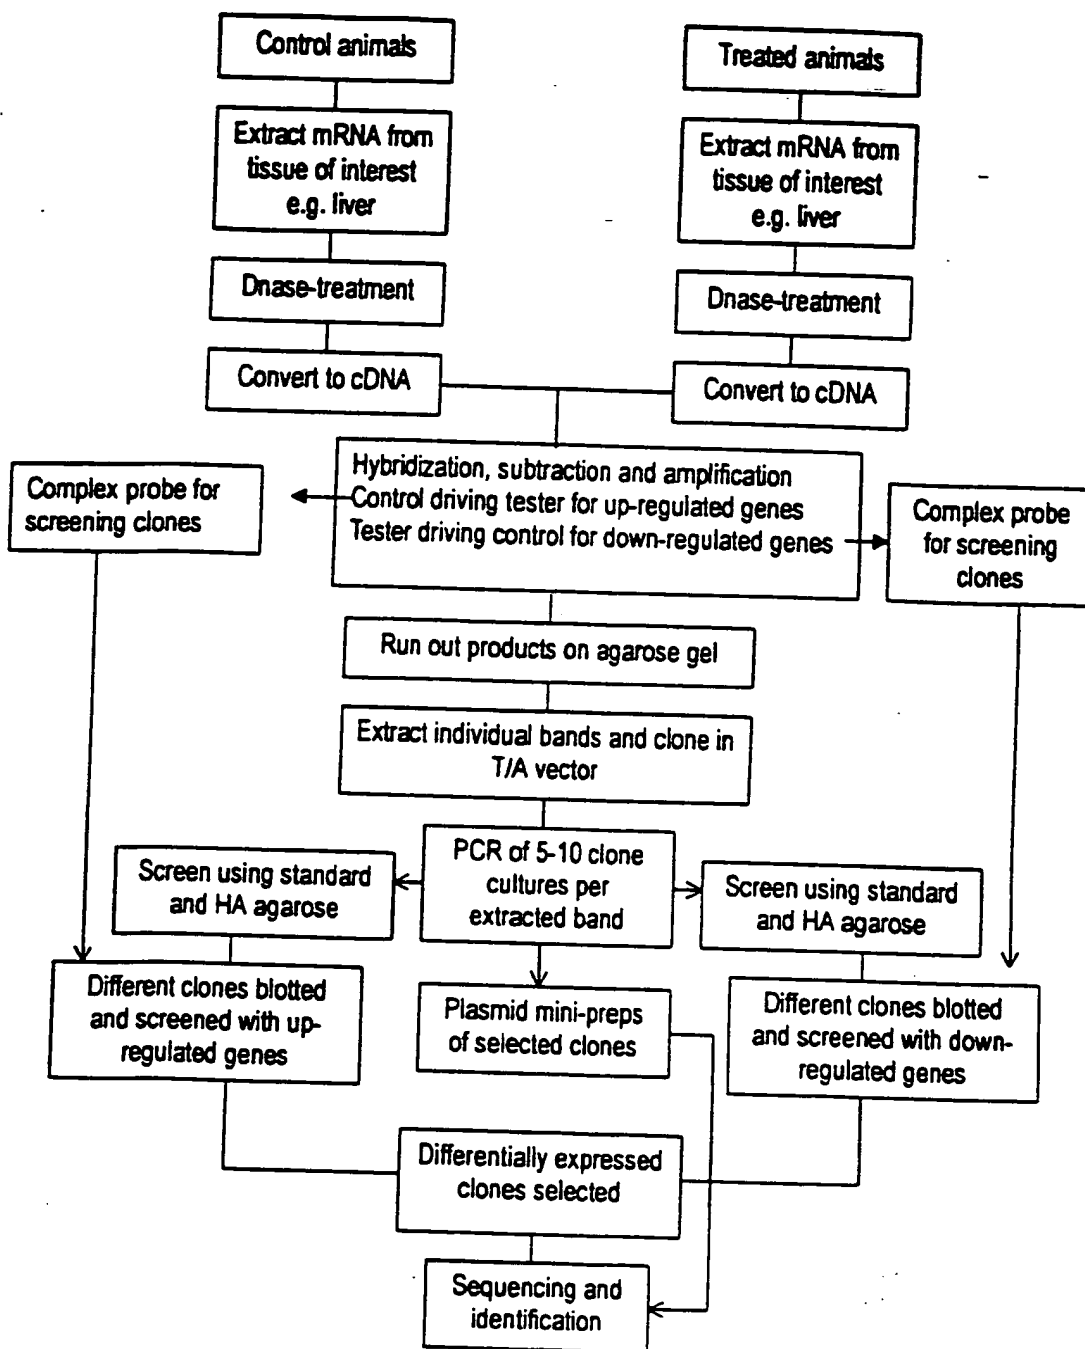 Control animals
Treated animals
Extract mRNA from
tissue of interest
e.g. liver
Extract mRNA from
tissue of interest
e.g. liver
Dnase-treatment
Dnase-treatment
Convert to cDNA
Convert to cDNA
Hybridization, subtraction and amplification
Control driving tester for up-regulated genes
Tester driving control for down-regulated genes
Complex probe for
screening clones
Complex probe
for screening
clones
Run out products on agarose gel
Extract individual bands and clone in
T/A vector
PCR of 5-10 clone
cultures per
extracted band
Screen using standard
and HA agarose
Screen using standard
and HA agarose
Different clones blotted
and screened with up-
regulated genes
Plasmid mini-preps
of selected clones
Different clones blotted
and screened with down-
regulated genes
Differentially expressed
clones selected
Sequencing and
identification